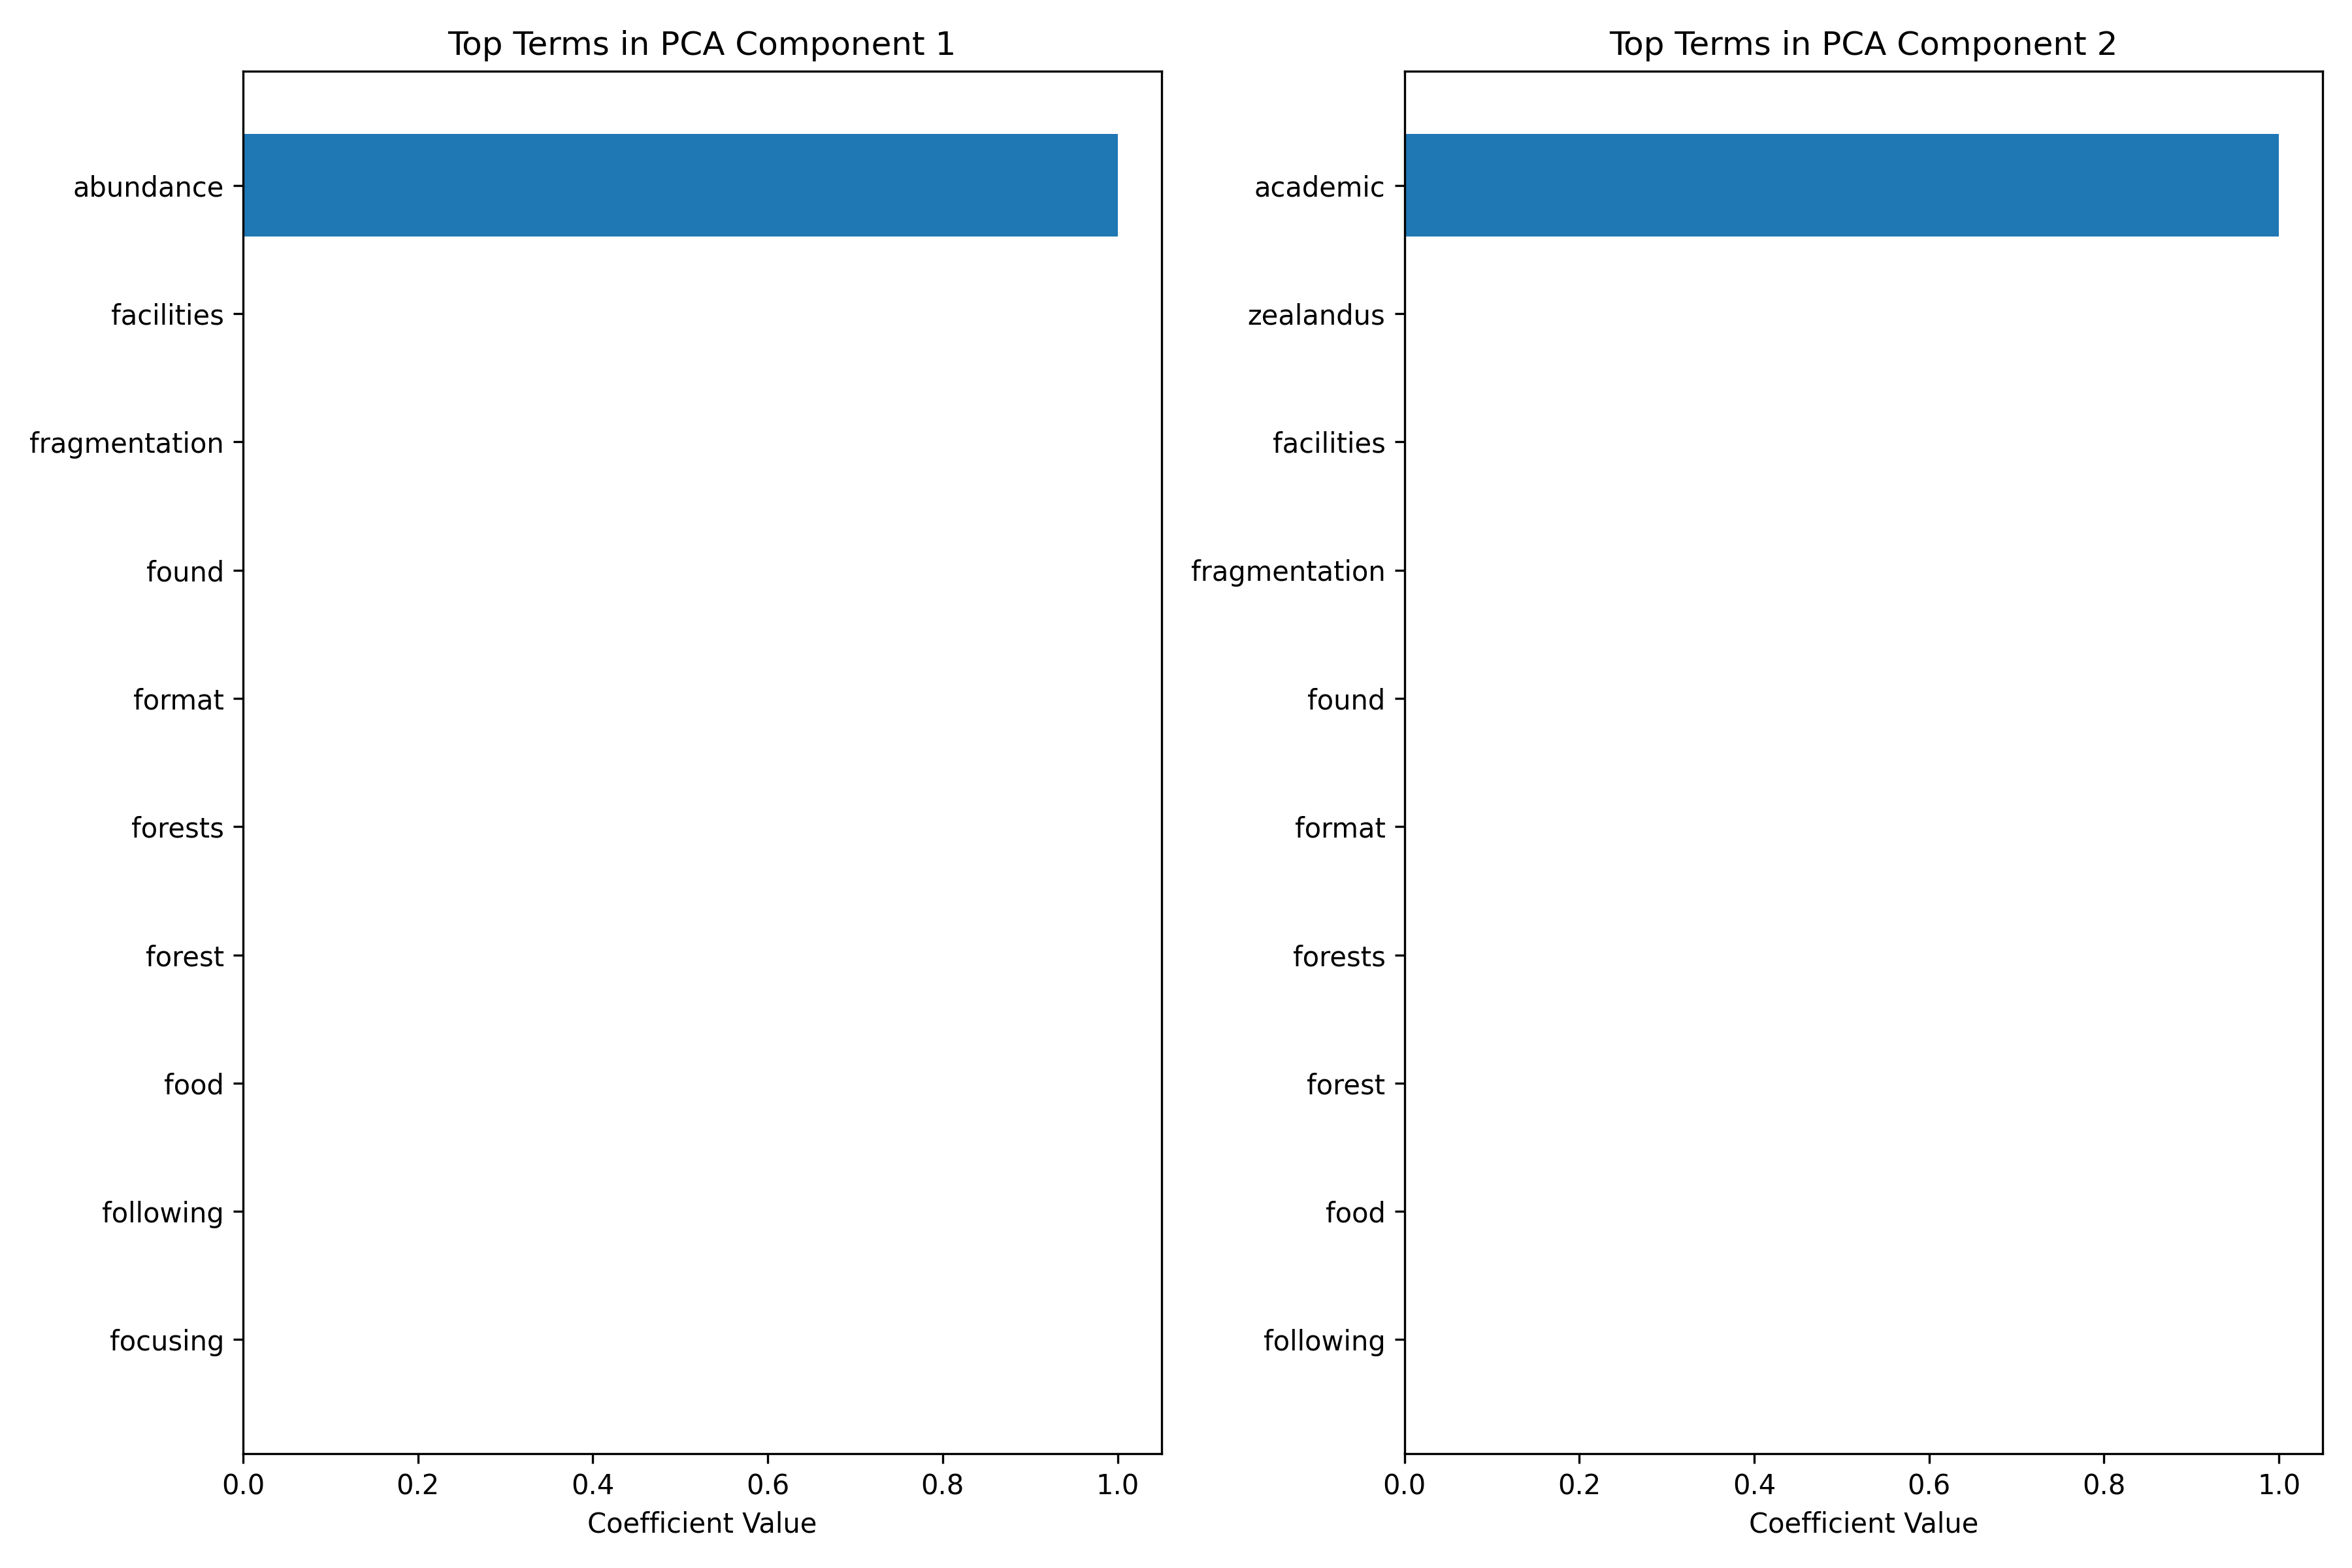 Top Terms in PCA Component 1
abundance
facilities
fragmentation
found
format
forests
forest
food
following
focusing
0.0 0.2 0.4 0.6 0.8 1.0
Coefficient Value
Top Terms in PCA Component 2
academic
zealandus
facilities
fragmentation
found
format
forests
forest
food
following
0.0 0.2 0.4 0.6 0.8 1.0
Coefficient Value